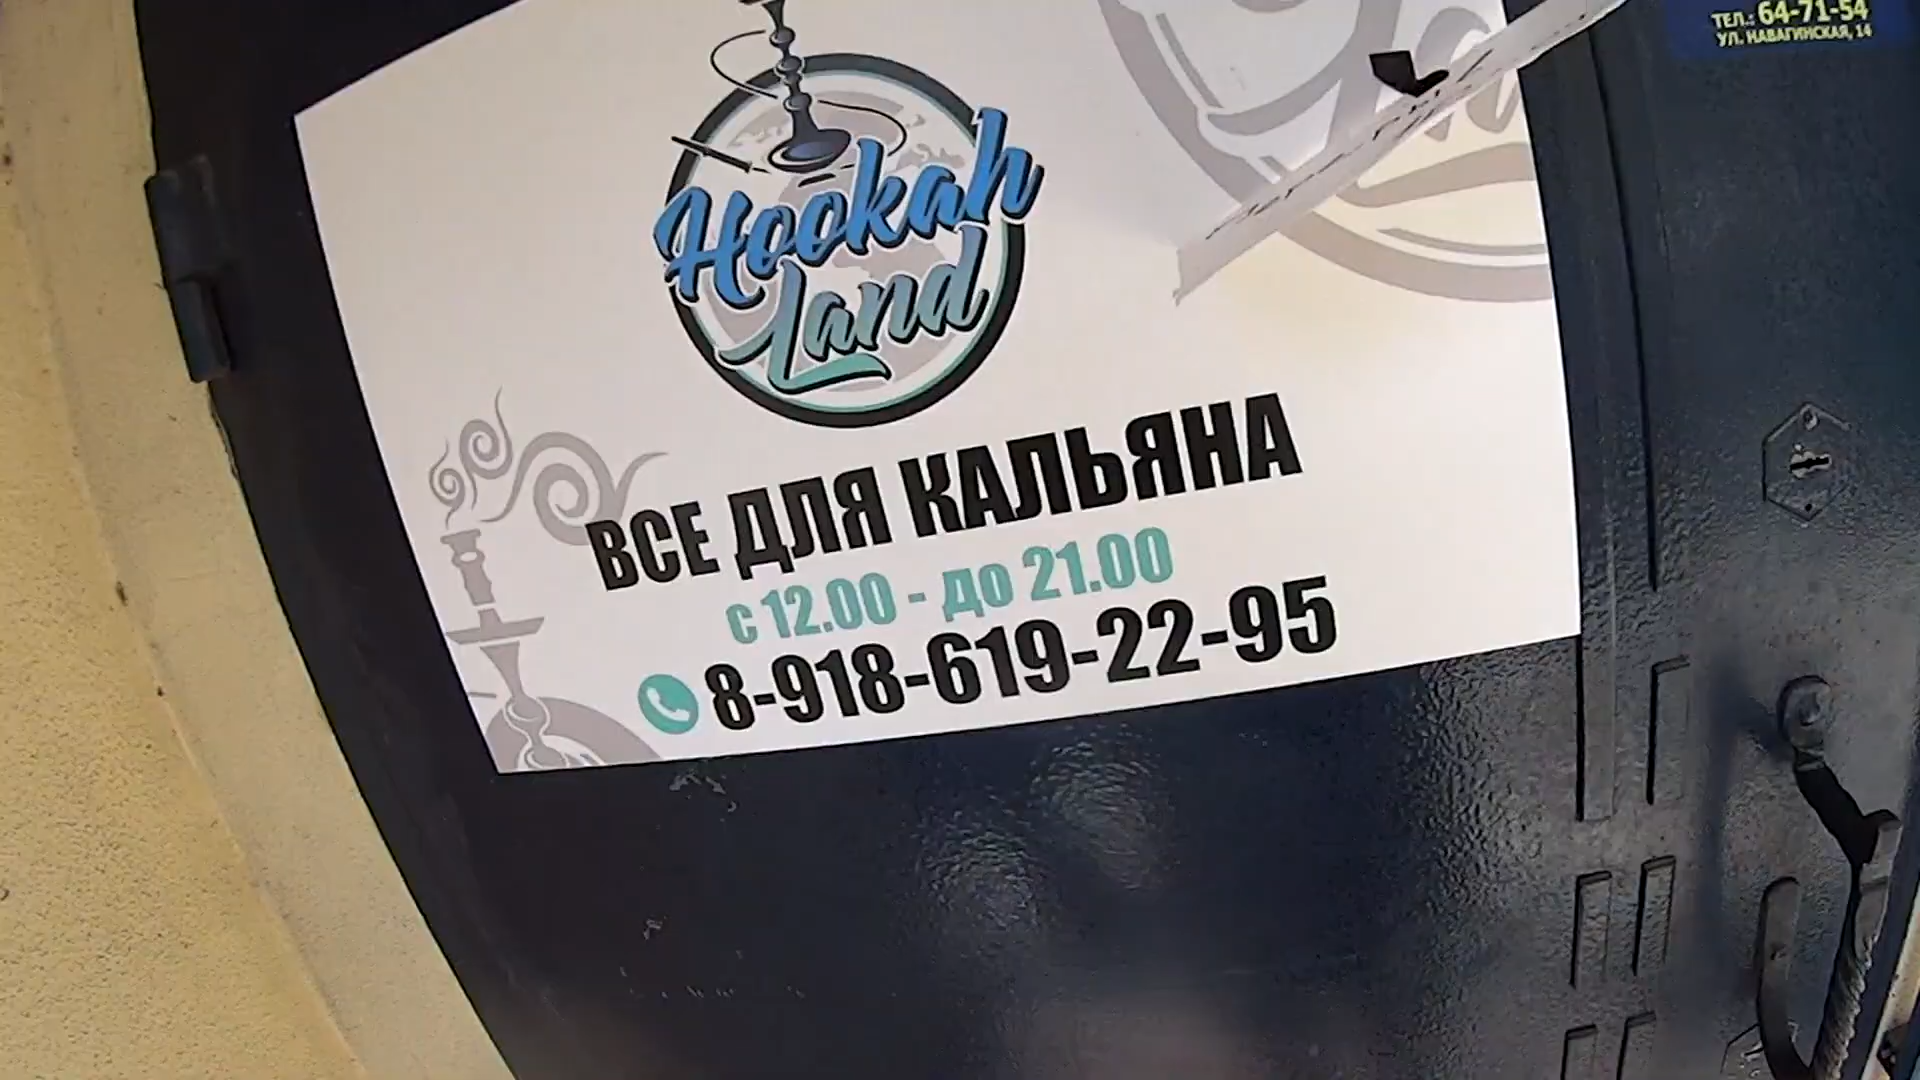 ТЕЛ.: 64-71-54
УЛ. НАВАГИНСКАЯ, 14
Hookah
Land
ВСЕ ДЛЯ КАЛЬЯНА
с 12.00 - до 21.00
8-918-619-22-95